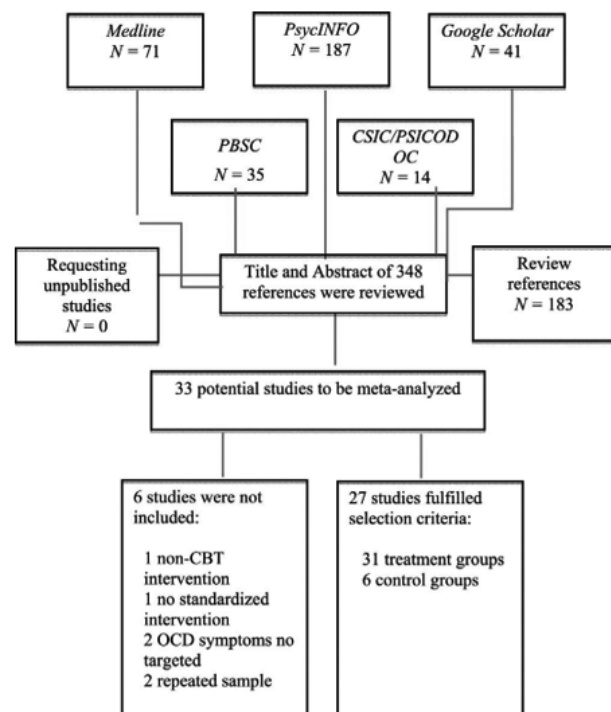 Medline
N = 71
PsycINFO
N = 187
Google Scholar
N = 41
PBSC
N = 35
CSIC/PSICOD
OC
N = 14
Requesting
unpublished
studies
N = 0
Title and Abstract of 348
references were reviewed
Review
references
N = 183
33 potential studies to be meta-analyzed
6 studies were not
included:
1 non-CBT
intervention
1 no standardized
intervention
2 OCD symptoms no
targeted
2 repeated sample
27 studies fulfilled
selection criteria:
31 treatment groups
6 control groups